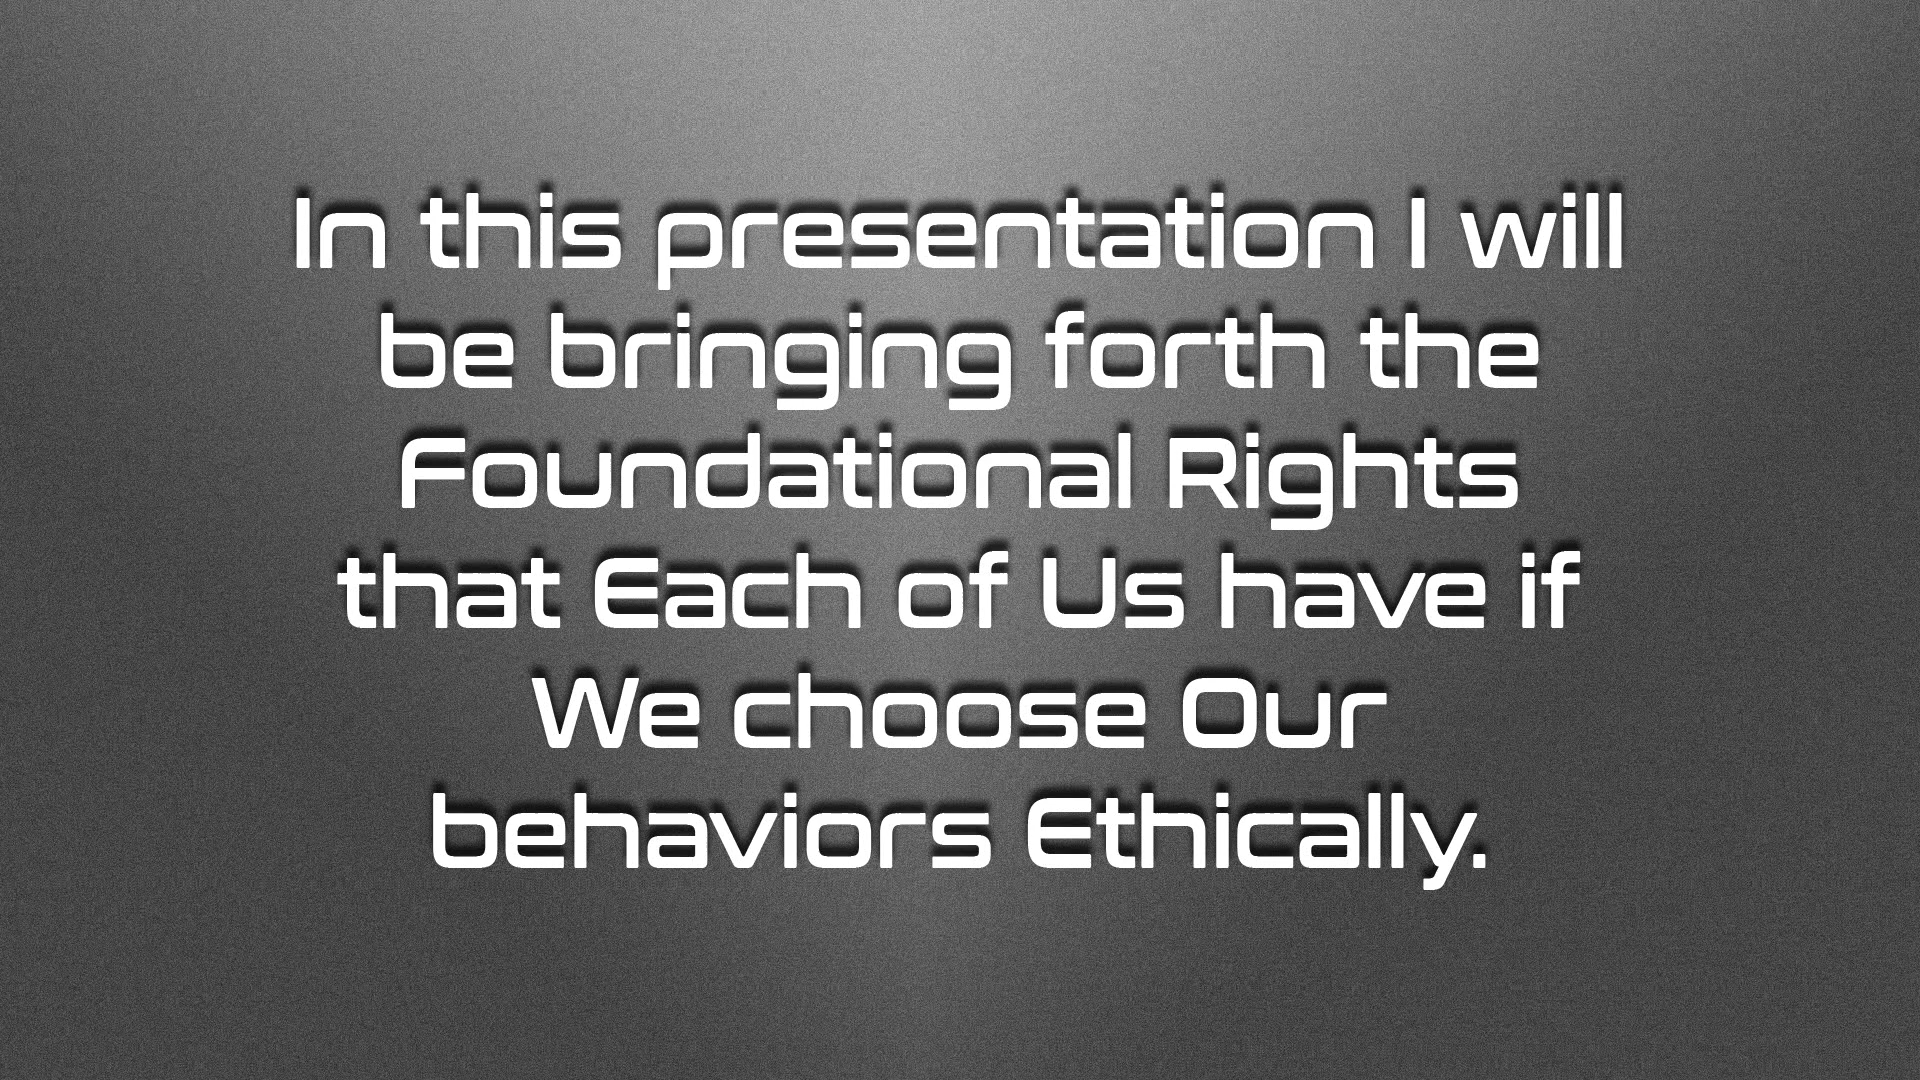 In this presentation I will
be bringing forth the
Foundational Rights
that Each of Us have if
We choose Our
behaviors Ethically.